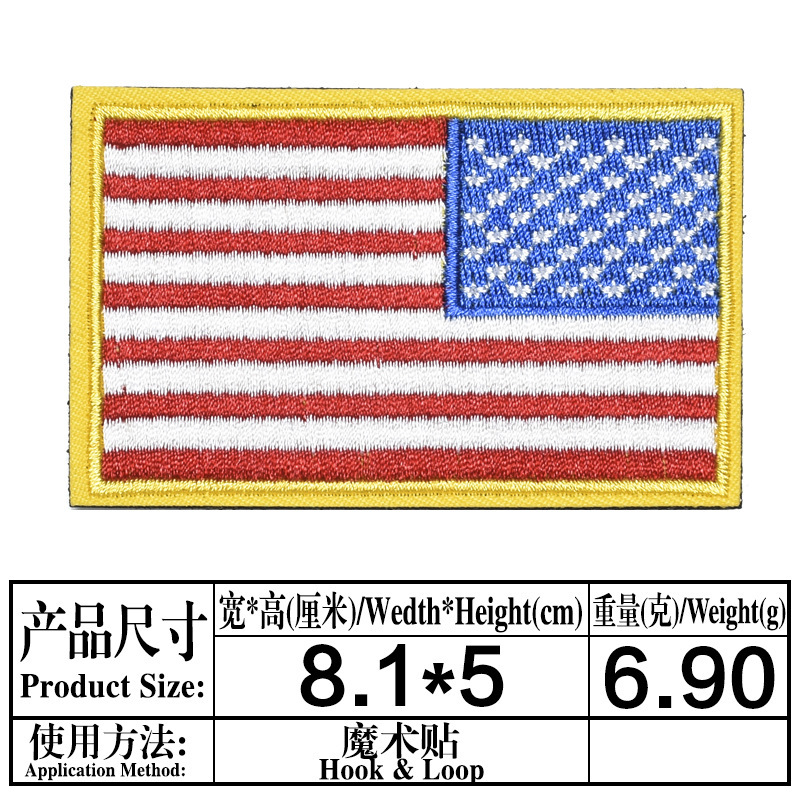 产品尺寸
Product Size:
宽*高(厘米)/Wedth*Height(cm)
重量(克)/Weight(g)
8.1*5
6.90
使用方法:
Application Method:
魔术贴
Hook & Loop